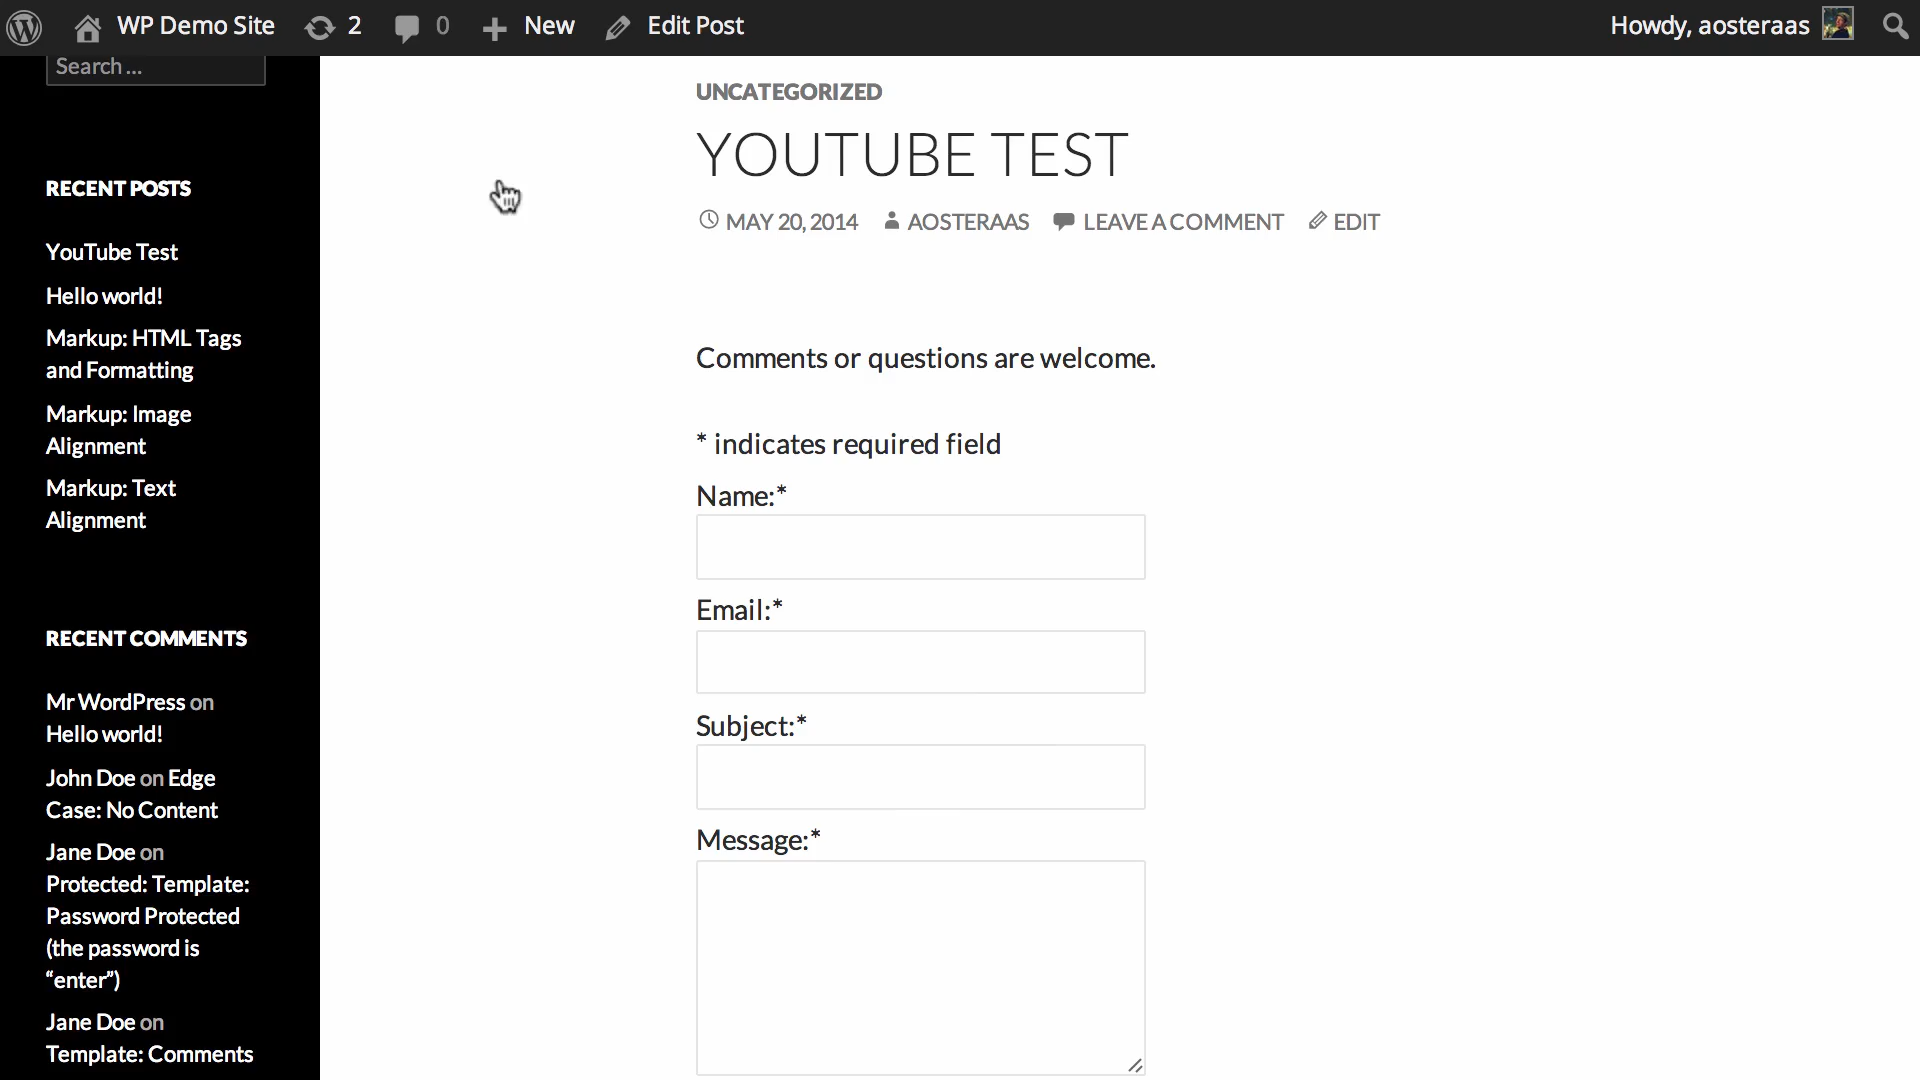 WP Demo Site 2 0 New Edit Post Howdy, aosteraas
Search ...
RECENT POSTS
YouTube Test
Hello world!
Markup: HTML Tags
and Formatting
Markup: Image
Alignment
Markup: Text
Alignment
RECENT COMMENTS
Mr WordPress on
Hello world!
John Doe on Edge
Case: No Content
Jane Doe on
Protected: Template:
Password Protected
(the password is
“enter”)
Jane Doe on
Template: Comments
UNCATEGORIZED
YOUTUBE TEST
MAY 20, 2014 AOSTERAAS LEAVE A COMMENT EDIT
Comments or questions are welcome.
* indicates required field
Name:*
Email:*
Subject:*
Message:*